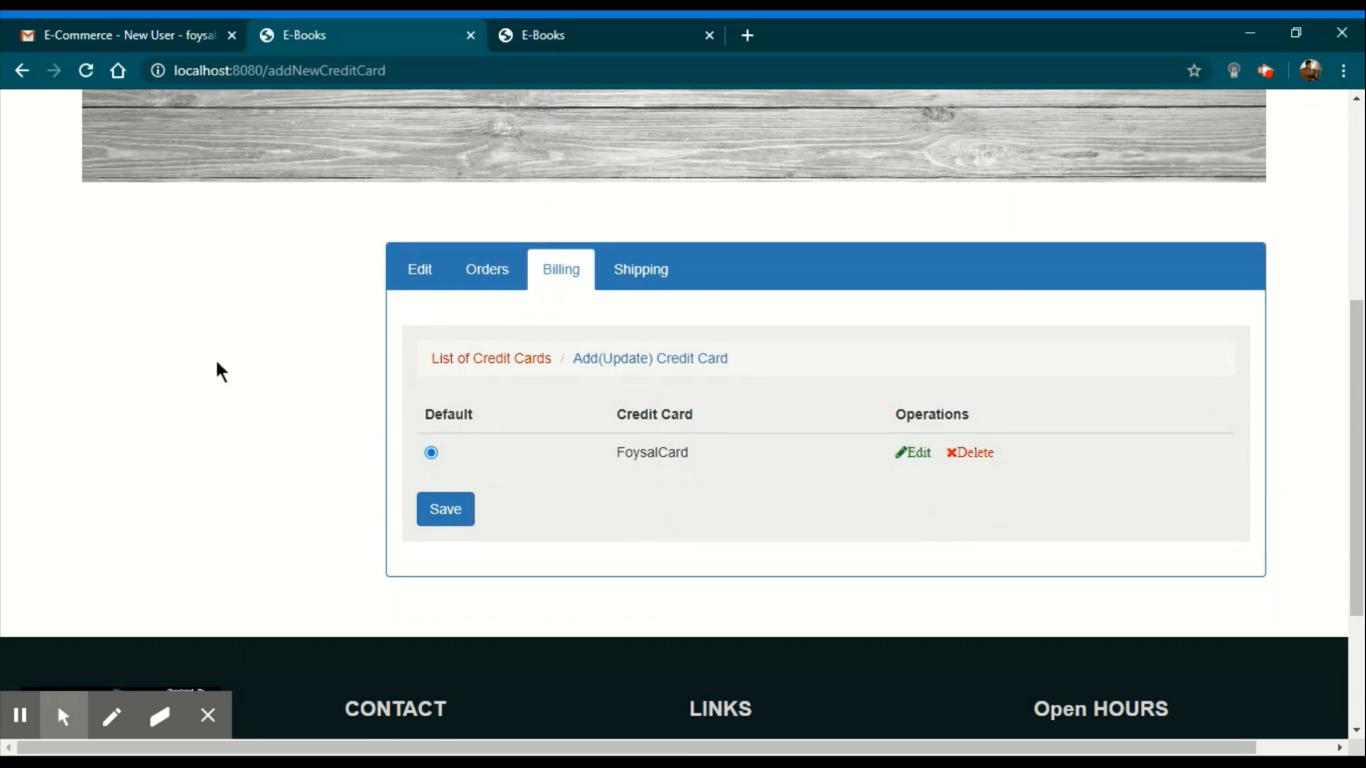 E-Commerce - New User - foysal
E-Books
E-Books
localhost:8080/addNewCreditCard
Edit Orders Billing Shipping
List of Credit Cards / Add(Update) Credit Card
Default Credit Card Operations
FoysalCard Edit Delete
Save
CONTACT LINKS Open HOURS